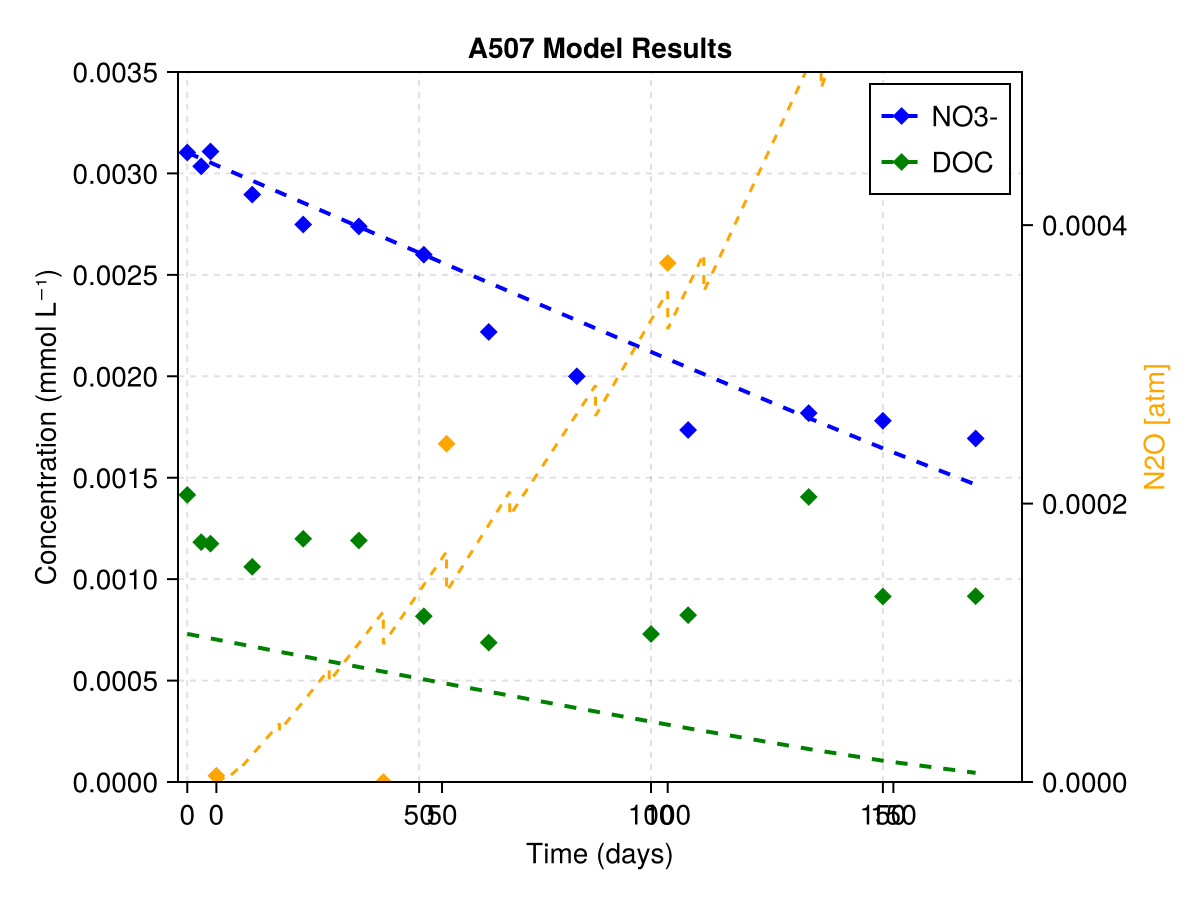 A507 Model Results
0.0035
0.0030
0.0025
0.0020
0.0015
0.0010
0.0005
0.0000
Concentration (mmol L⁻¹)
NO3-
DOC
0.0004
0.0002
0.0000
N2O [atm]
0 0 50 50 100 100 150 150
Time (days)